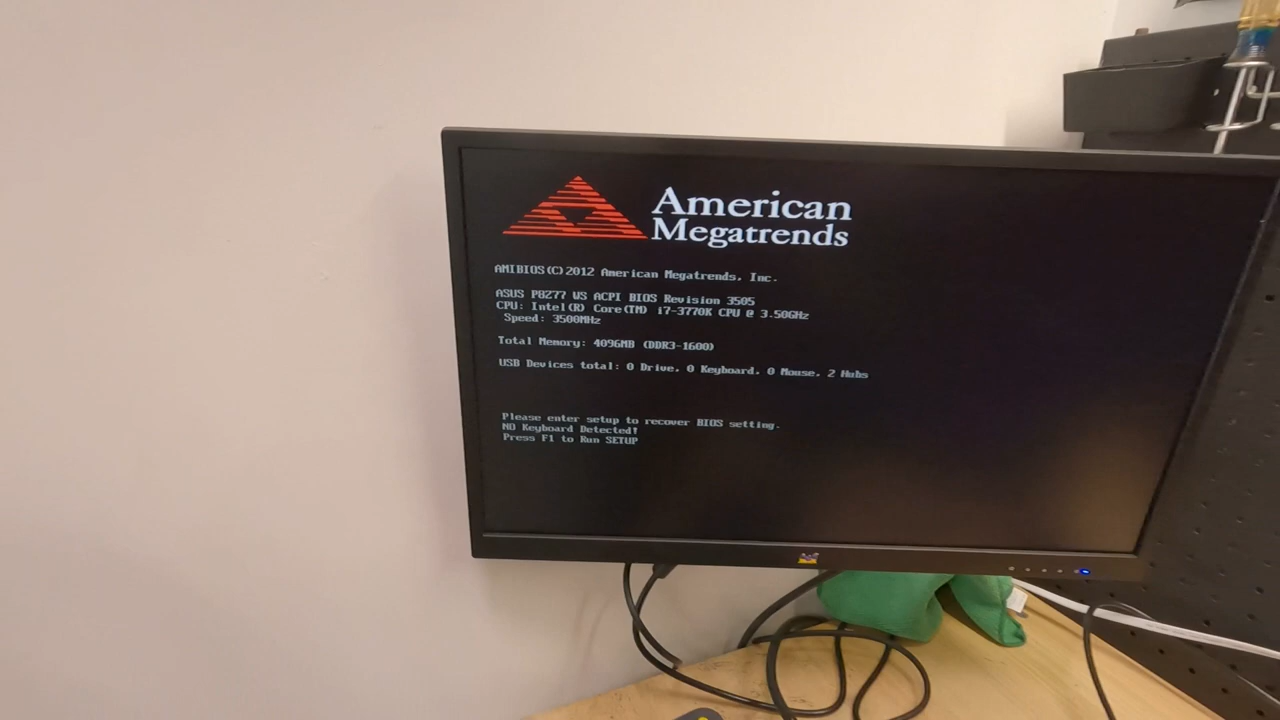 American
Megatrends
AMIBIOS(C)2012 American Megatrends, Inc.
ASUS P8Z77 WS ACPI BIOS Revision 3505
CPU: Intel(R) Core(TM) i7-3770K CPU @ 3.50GHz
Speed: 3500MHz
Total Memory: 4096MB (DDR3-1600)
USB Devices total: 0 Drive, 0 Keyboard, 0 Mouse, 2 Hubs
Please enter setup to recover BIOS setting.
NO Keyboard Detected!
Press F1 to Run SETUP